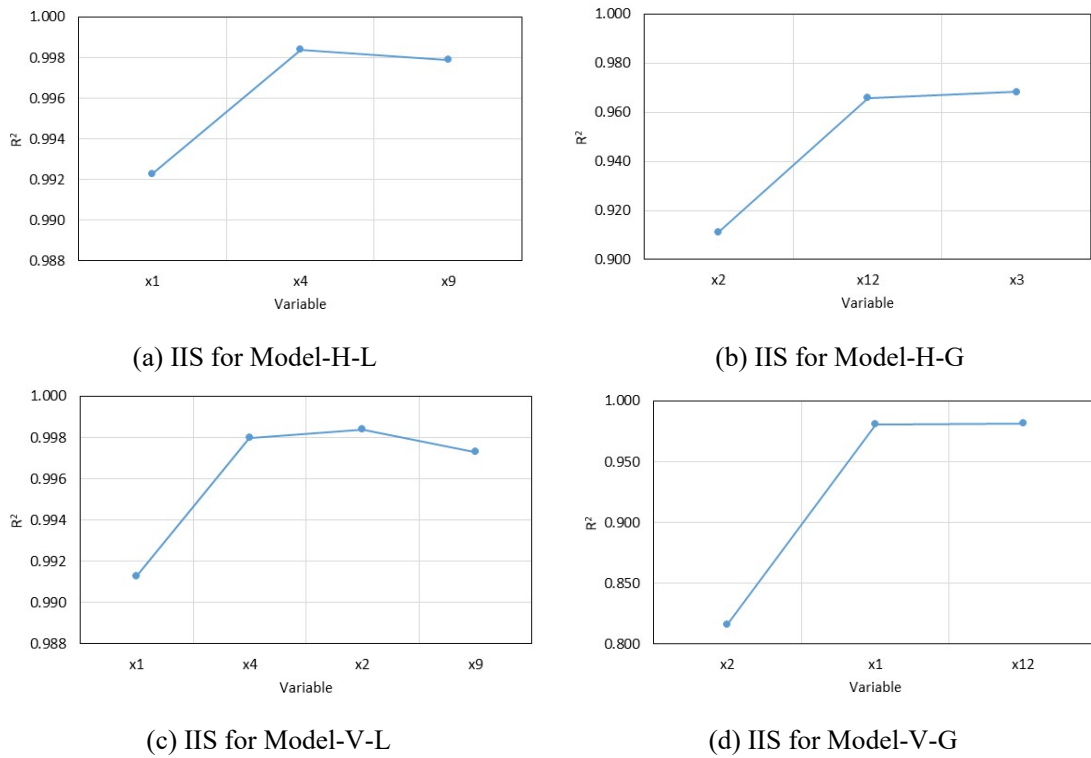 1.000
0.998
0.996
0.994
0.992
0.990
0.988
R²
x1 x4 x9
Variable
(a) IIS for Model-H-L
1.000
0.980
0.960
0.940
0.920
0.900
R²
x2 x12 x3
Variable
(b) IIS for Model-H-G
1.000
0.998
0.996
0.994
0.992
0.990
0.988
R²
x1 x4 x2 x9
Variable
(c) IIS for Model-V-L
1.000
0.950
0.900
0.850
0.800
R²
x2 x1 x12
Variable
(d) IIS for Model-V-G